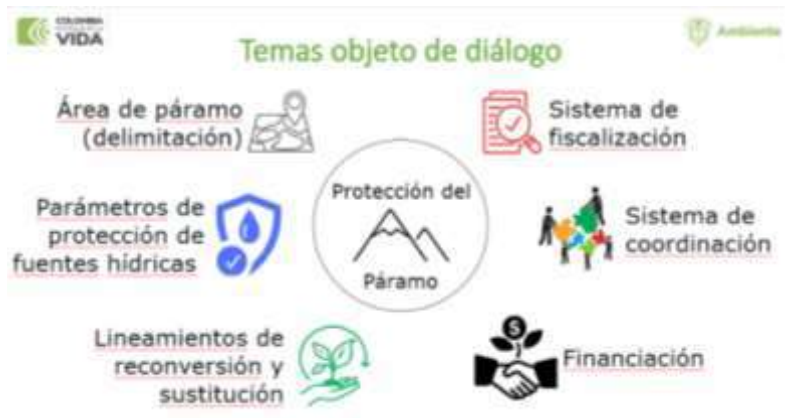 COLOMBIA
VIDA
Ambiente
Temas objeto de diálogo
Área de páramo
(delimitación)
Sistema de
fiscalización
Parámetros de
protección de
fuentes hídricas
Protección del
Páramo
Sistema de
coordinación
Lineamientos de
reconversión y
sustitución
$
Financiación